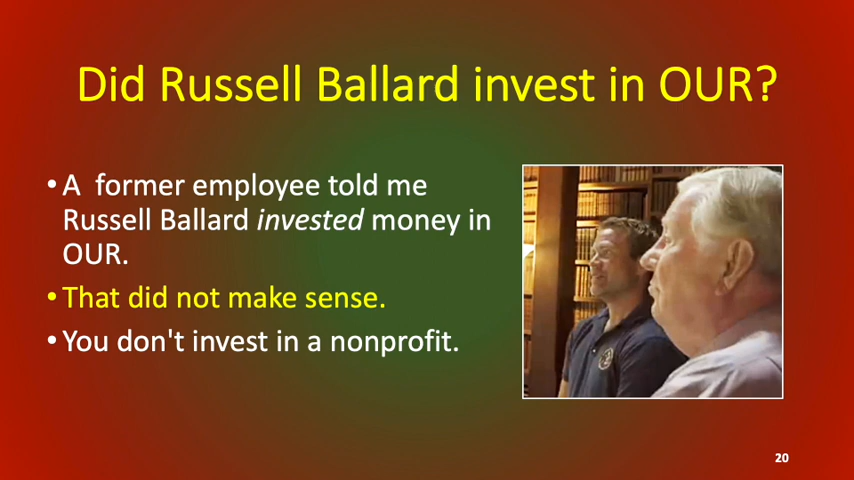 Did Russell Ballard invest in OUR?
• A  former employee told me
Russell Ballard invested money in
OUR.
• That did not make sense.
• You don't invest in a nonprofit.
20